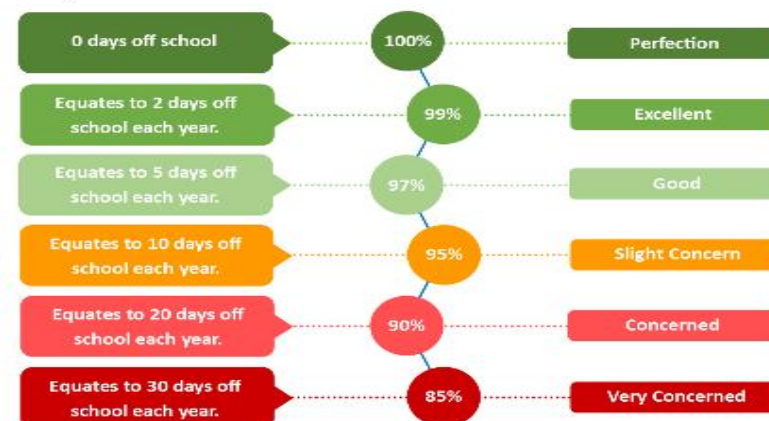 0 days off school
100%
Perfection
Equates to 2 days off
school each year.
99%
Excellent
Equates to 5 days off
school each year.
97%
Good
Equates to 10 days off
school each year.
95%
Slight Concern
Equates to 20 days off
school each year.
90%
Concerned
Equates to 30 days off
school each year.
85%
Very Concerned